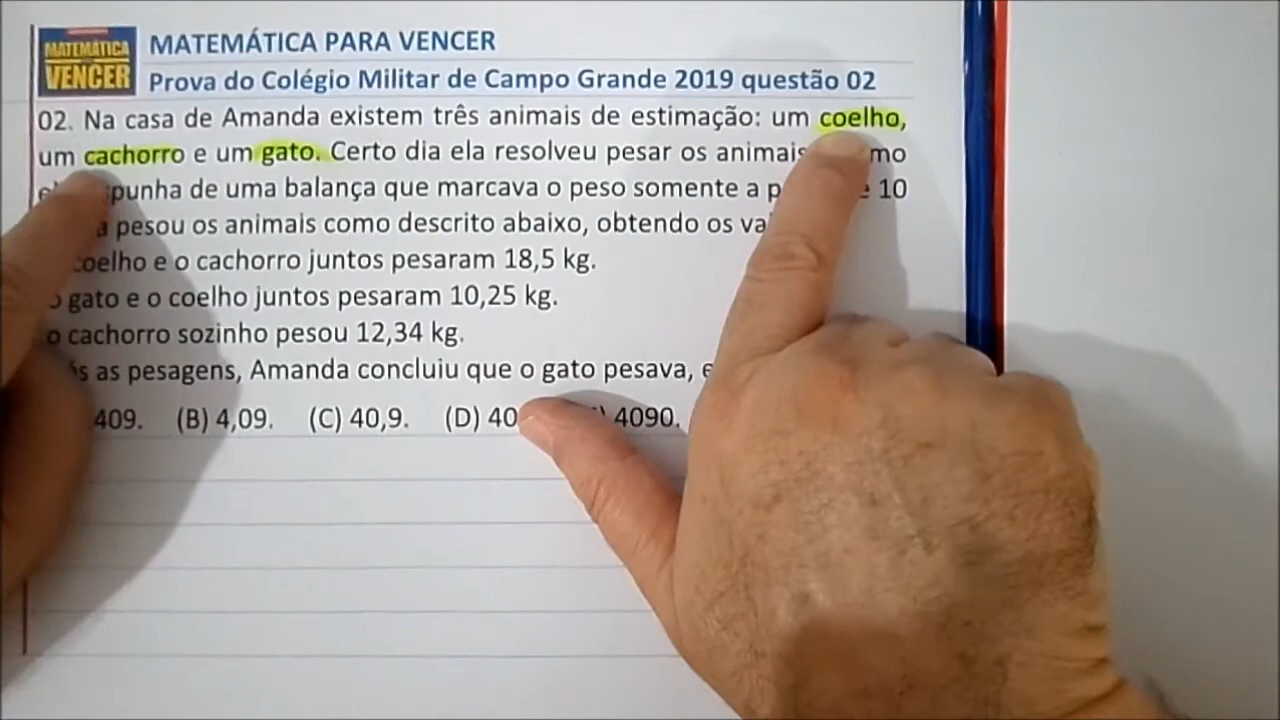 MATEMÁTICA
VENCER
MATEMÁTICA PARA VENCER
Prova do Colégio Militar de Campo Grande 2019 questão 02
02. Na casa de Amanda existem três animais de estimação: um coelho,
um cachorro e um gato. Certo dia ela resolveu pesar os animais mo
punha de uma balança que marcava o peso somente a p 10
a pesou os animais como descrito abaixo, obtendo os va
coelho e o cachorro juntos pesaram 18,5 kg.
o gato e o coelho juntos pesaram 10,25 kg.
o cachorro sozinho pesou 12,34 kg.
s as pesagens, Amanda concluiu que o gato pesava, e
409. (B) 4,09. (C) 40,9. (D) 40 4090.